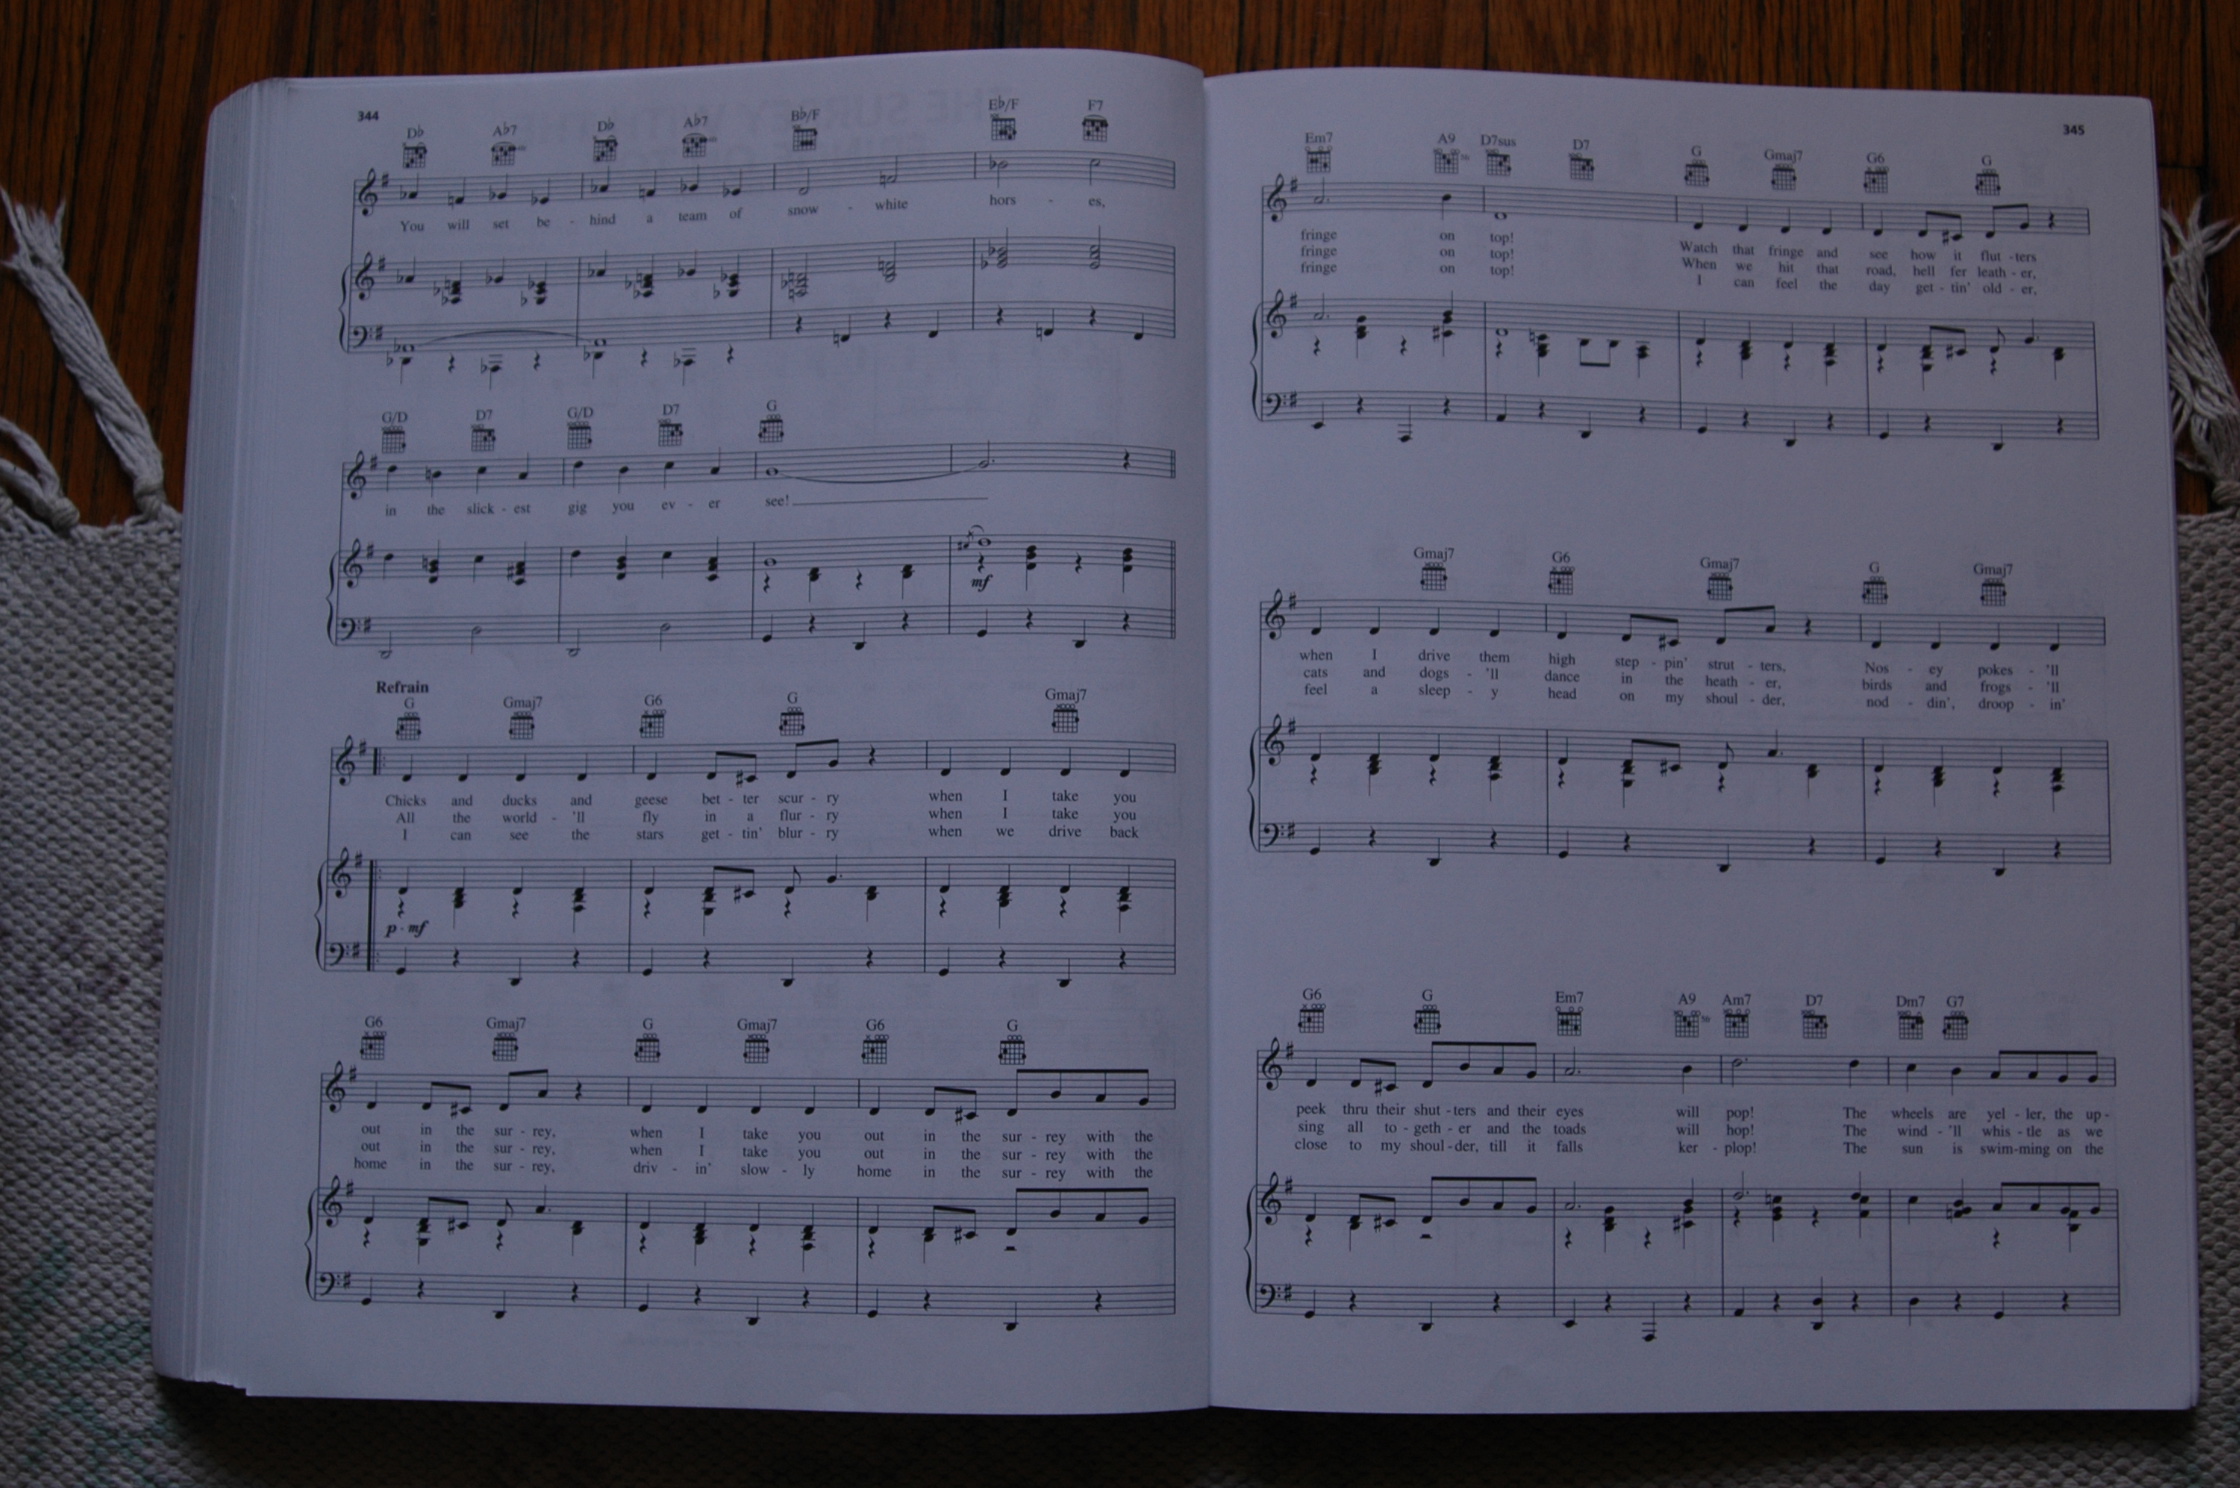 344
D♭ A♭7 D♭ A♭7 B♭/F E♭/F F7
You will set be - hind a team of snow - white hors - es,
G/D D7 G/D D7 G
in the slick - est gig you ev - er see!
mf
Refrain
G Gmaj7 G6 G Gmaj7
Chicks and ducks and geese bet - ter scur - ry when I take you
All the world - 'll fly in a flur - ry when I take you
I can see the stars get - tin' blur - ry when we drive back
p - mf
G6 Gmaj7 G Gmaj7 G6 G
out in the sur - rey, when I take you out in the sur - rey with the
out in the sur - rey, when I take you out in the sur - rey with the
home in the sur - rey, driv - in' slow - ly home in the sur - rey with the
345
Em7 A9 D7sus D7 G Gmaj7 G6 G
fringe on top! Watch that fringe and see how it flut - ters
fringe on top! When we hit that road, hell fer leath - er,
fringe on top! I can feel the day get - tin' old - er,
Gmaj7 G6 Gmaj7 G Gmaj7
when I drive them high step - pin' strut - ters, Nos - ey pokes - 'll
cats and dogs - 'll dance in the heath - er, birds and frogs - 'll
feel a sleep - y head on my shoul - der, nod - din', droop - in'
G6 G Em7 A9 Am7 D7 Dm7 G7
peek thru their shut - ters and their eyes will pop! The wheels are yel - ler, the up -
sing all to - geth - er and the toads will hop! The wind - 'll whis - tle as we
close to my shoul - der, till it falls ker - plop! The sun is swim - ming on the